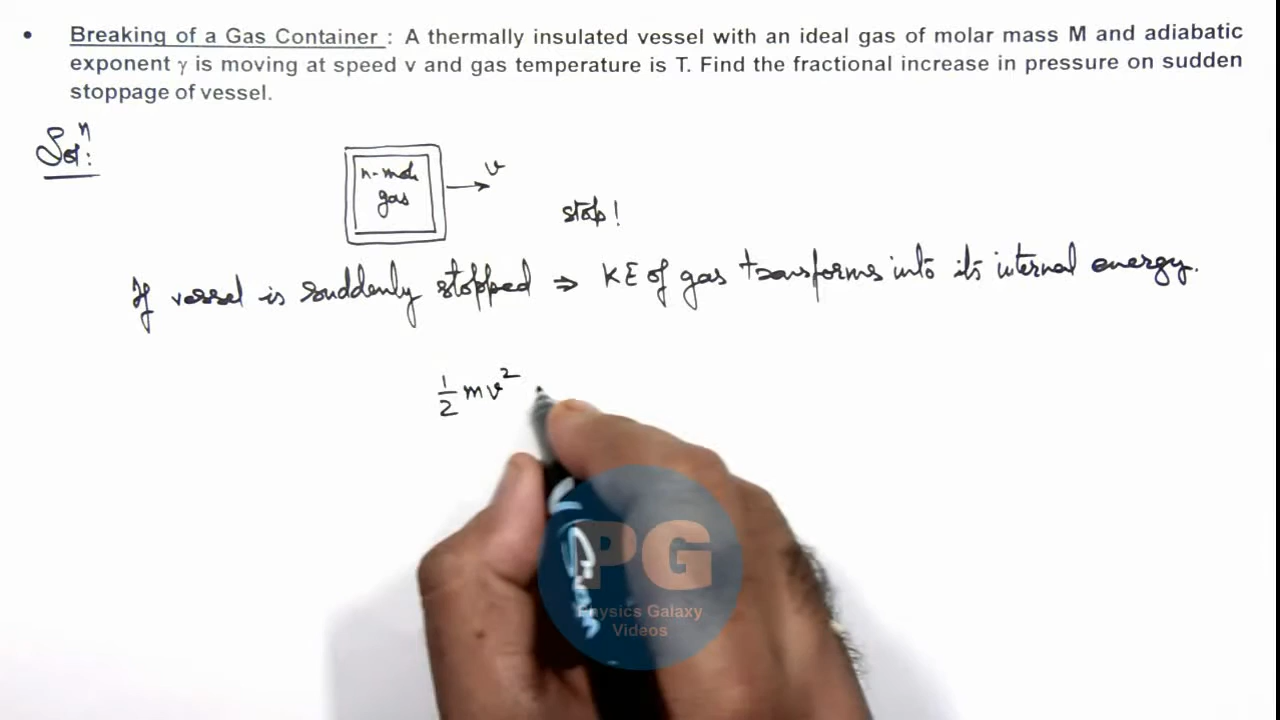 • Breaking of a Gas Container : A thermally insulated vessel with an ideal gas of molar mass M and adiabatic
exponent γ is moving at speed v and gas temperature is T. Find the fractional increase in pressure on sudden
stoppage of vessel.
Solⁿ:
n-mole
gas
v
stop!
If vessel is suddenly stopped ⇒ KE of gas transforms into its internal energy.
½mv²
PG
Physics Galaxy
Videos